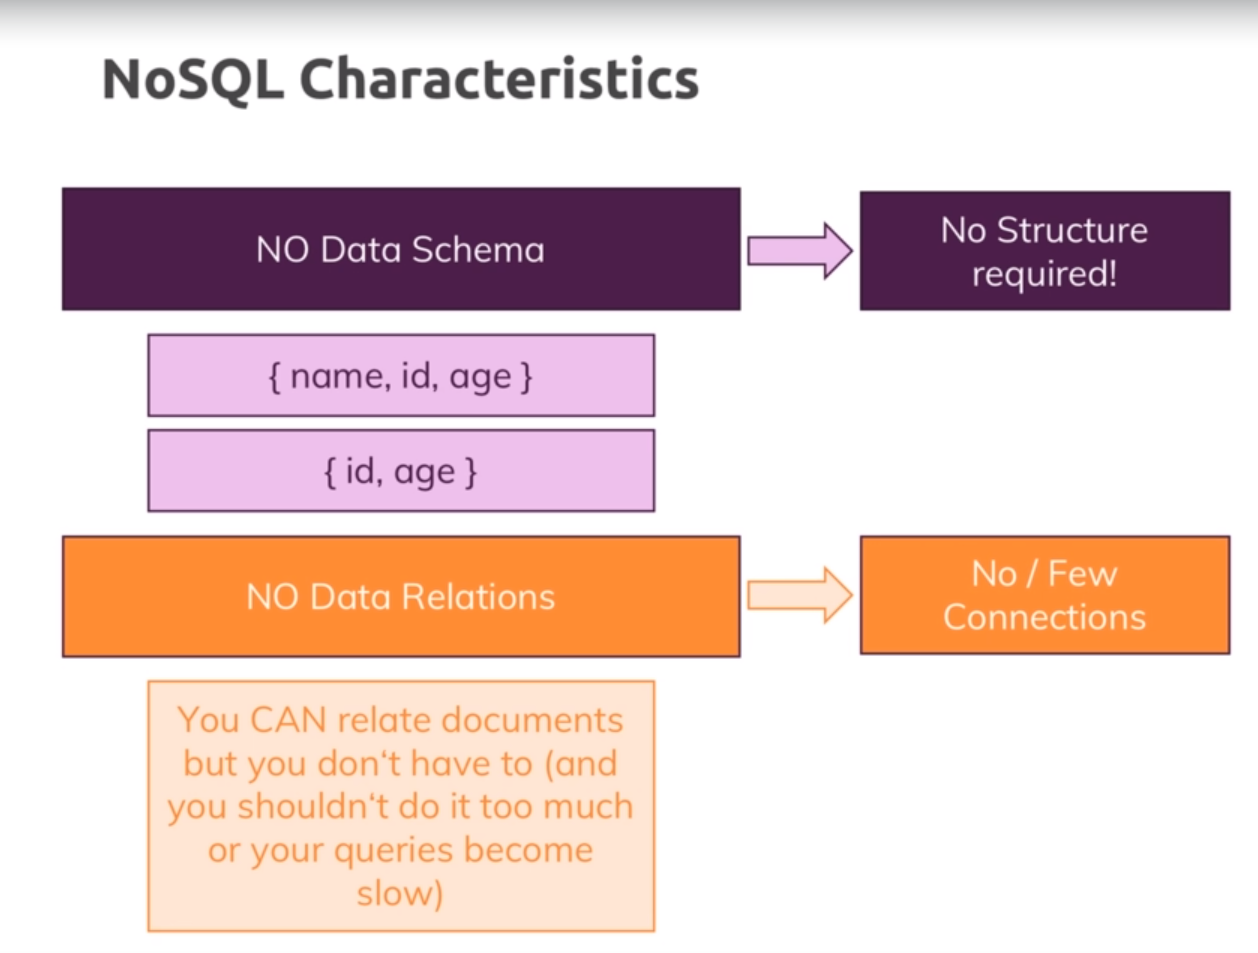 NoSQL Characteristics
NO Data Schema
No Structure
required!
{ name, id, age }
{ id, age }
NO Data Relations
No / Few
Connections
You CAN relate documents
but you don‘t have to (and
you shouldn‘t do it too much
or your queries become
slow)